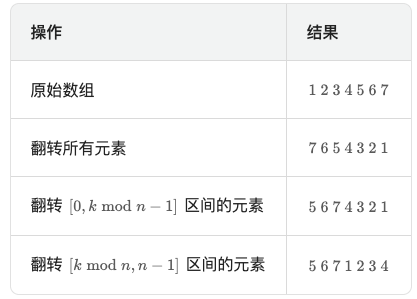 操作 结果
原始数组 1 2 3 4 5 6 7
翻转所有元素 7 6 5 4 3 2 1
翻转 [0, k mod n − 1] 区间的元素 5 6 7 4 3 2 1
翻转 [k mod n, n − 1] 区间的元素 5 6 7 1 2 3 4